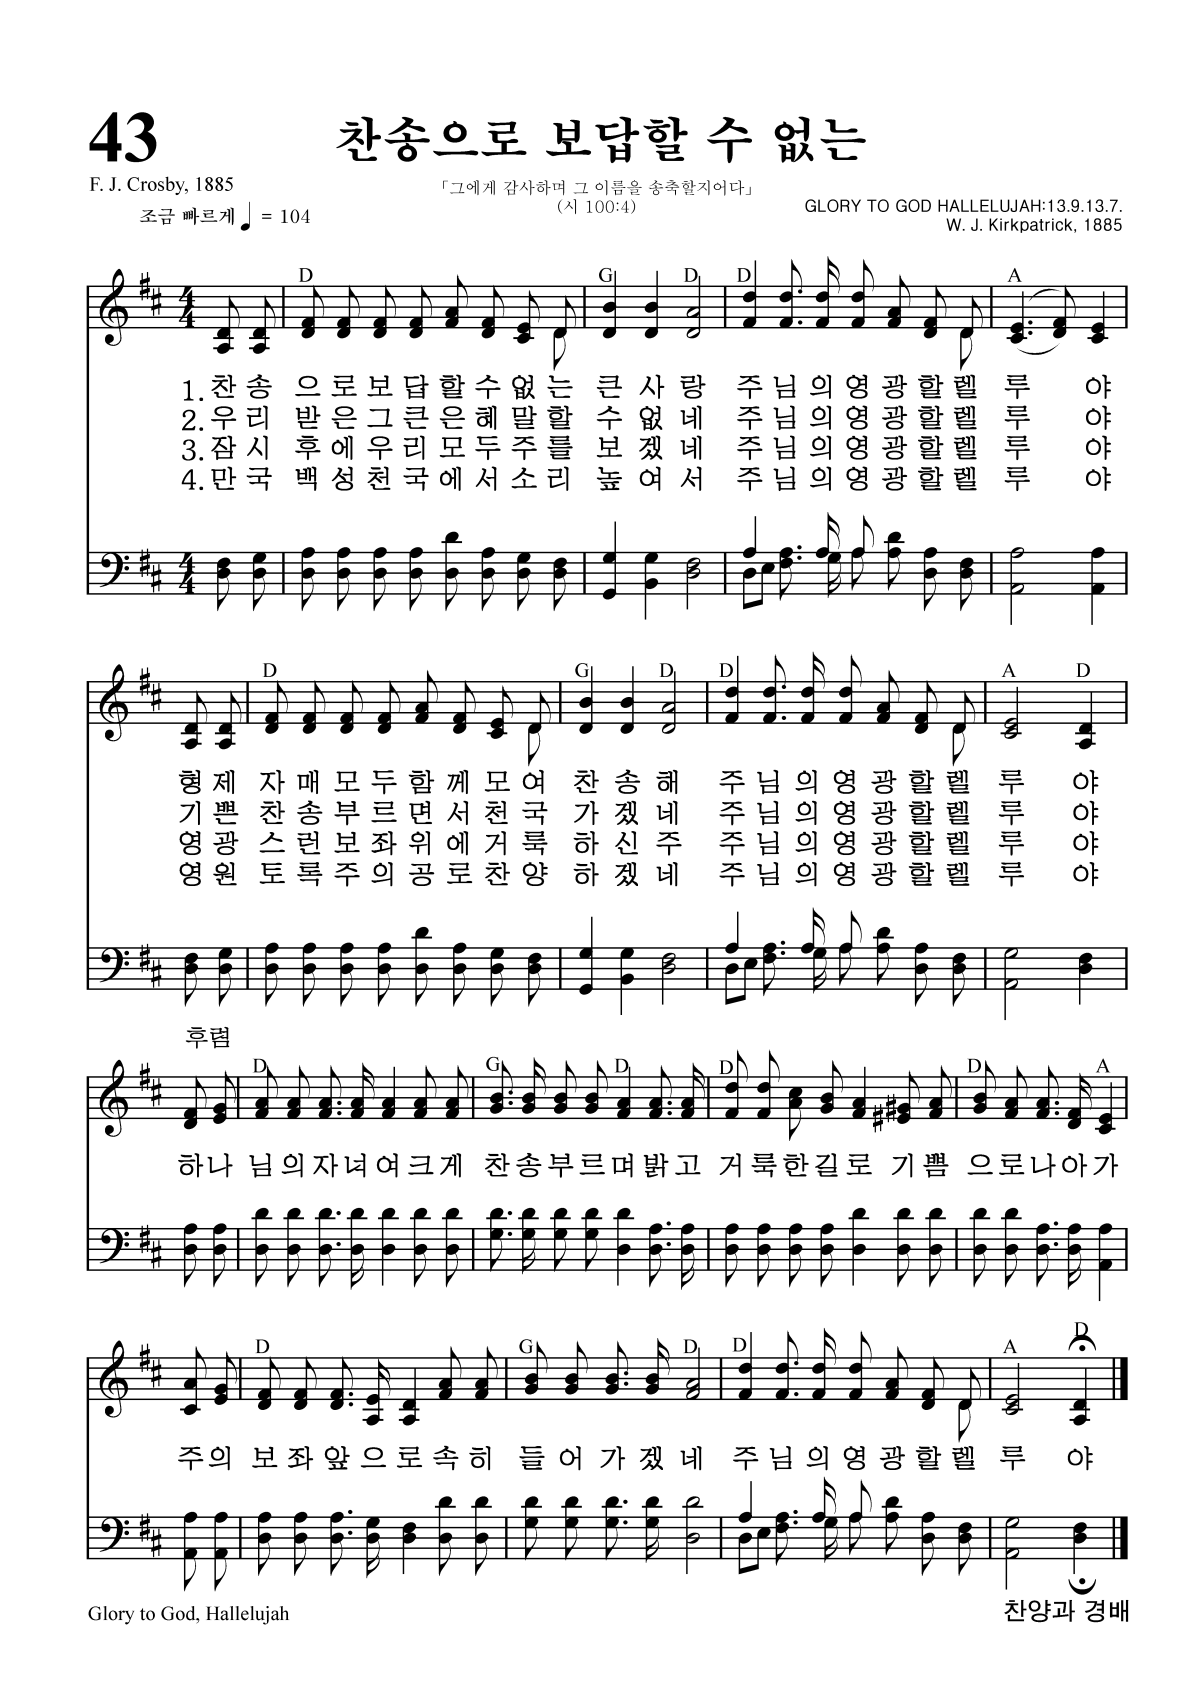 43
찬송으로 보답할 수 없는
F. J. Crosby, 1885
「그에게 감사하며 그 이름을 송축할지어다」
(시 100:4)
조금 빠르게 ♩ = 104
GLORY TO GOD HALLELUJAH:13.9.13.7.
W. J. Kirkpatrick, 1885
D G D D A
4 4
1. 찬 송 으 로 보 답 할 수 없 는 큰 사 랑 주 님 의 영 광 할 렐 루 야
2. 우 리 받 은 그 큰 은 혜 말 할 수 없 네 주 님 의 영 광 할 렐 루 야
3. 잠 시 후 에 우 리 모 두 주 를 보 겠 네 주 님 의 영 광 할 렐 루 야
4. 만 국 백 성 천 국 에 서 소 리 높 여 서 주 님 의 영 광 할 렐 루 야
4 4
D G D D A D
형 제 자 매 모 두 함 께 모 여 찬 송 해 주 님 의 영 광 할 렐 루 야
기 쁜 찬 송 부 르 면 서 천 국 가 겠 네 주 님 의 영 광 할 렐 루 야
영 광 스 런 보 좌 위 에 거 룩 하 신 주 주 님 의 영 광 할 렐 루 야
영 원 토 록 주 의 공 로 찬 양 하 겠 네 주 님 의 영 광 할 렐 루 야
후렴
D G D D D A
하 나 님 의 자 녀 여 크 게 찬 송 부 르 며 밝 고 거 룩 한 길 로 기 쁨 으 로 나 아 가
D G D D A D
주 의 보 좌 앞 으 로 속 히 들 어 가 겠 네 주 님 의 영 광 할 렐 루 야
Glory to God, Hallelujah
찬양과 경배